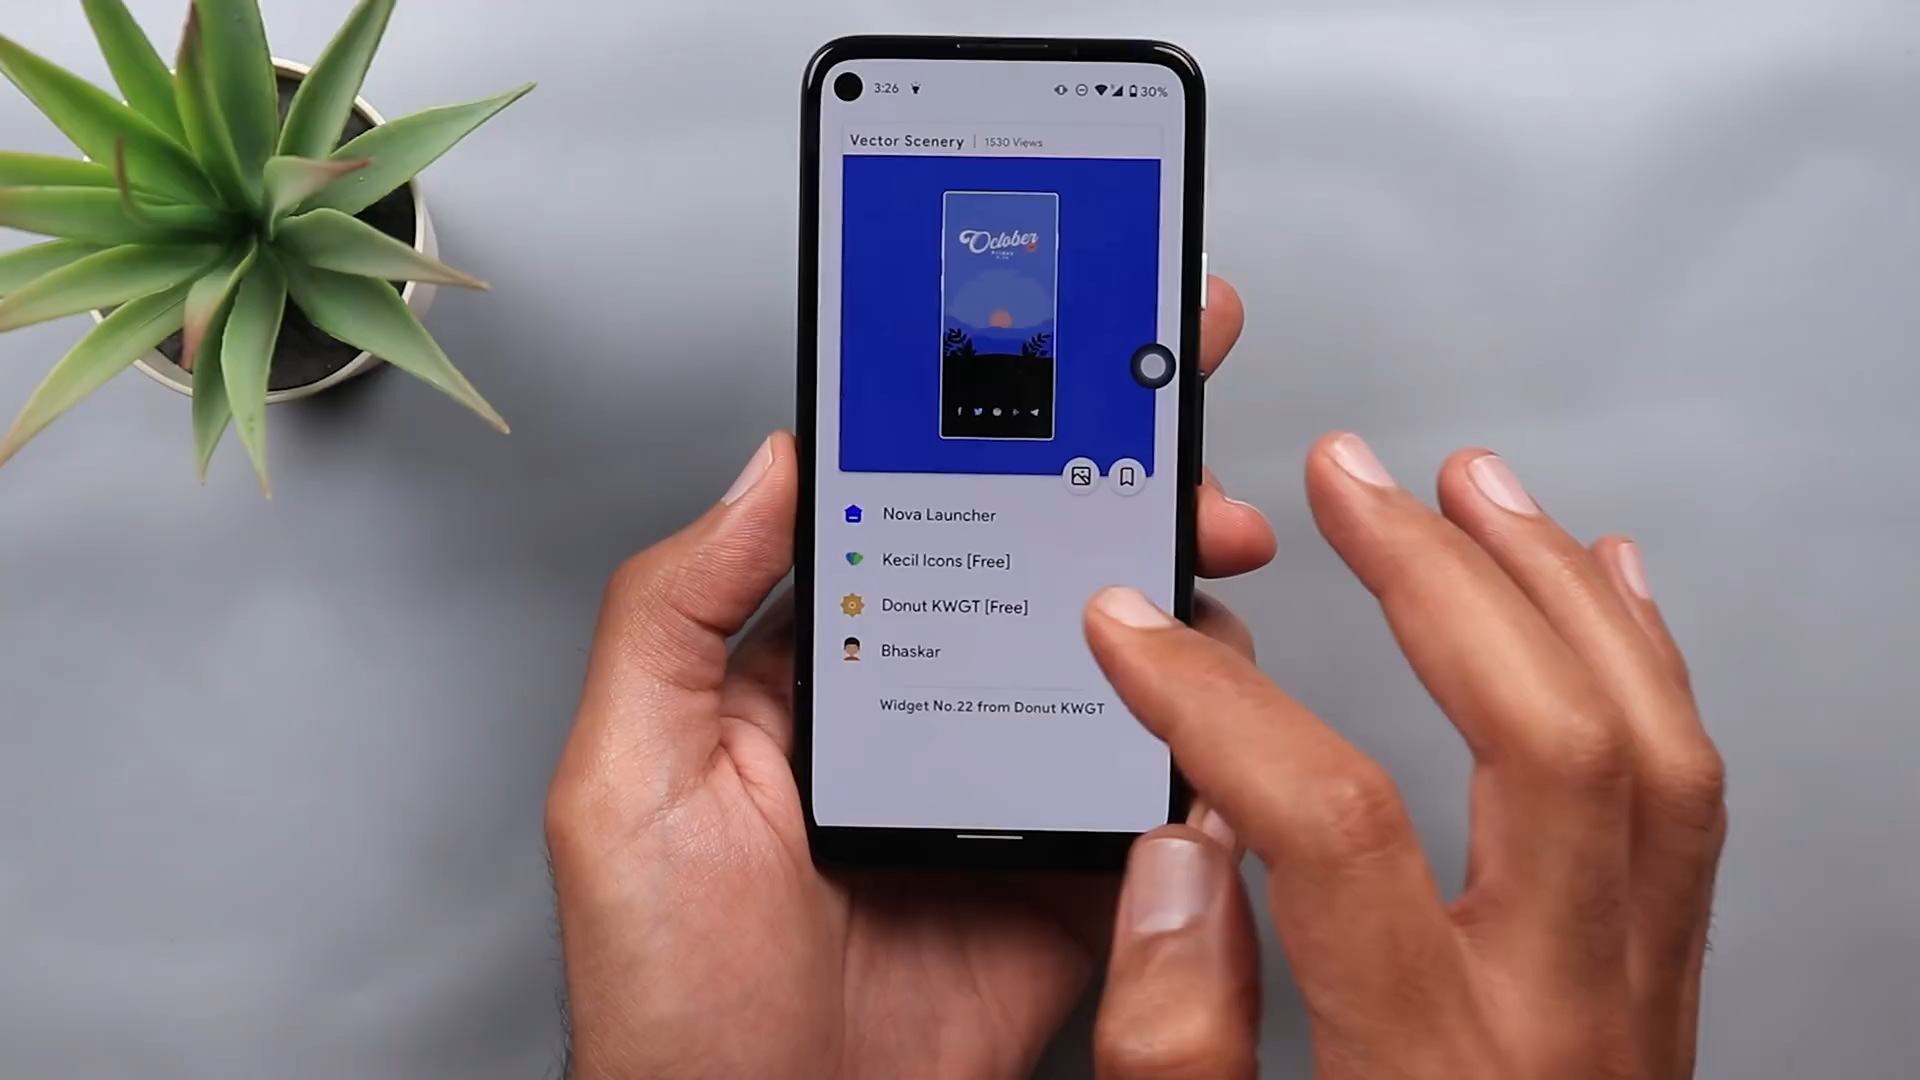 3:26
30%
Vector Scenery | 1530 Views
October
Nova Launcher
Kecil Icons [Free]
Donut KWGT [Free]
Bhaskar
Widget No.22 from Donut KWGT